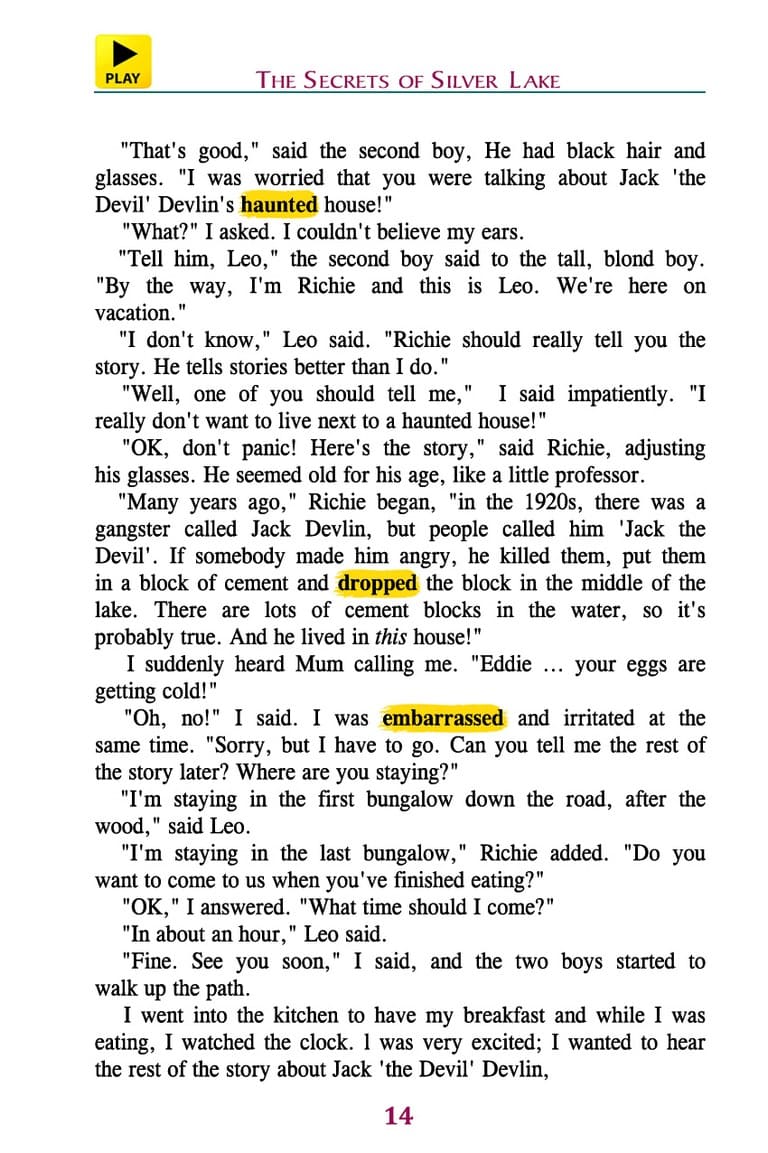 PLAY
THE SECRETS OF SILVER LAKE
"That's good," said the second boy, He had black hair and
glasses. "I was worried that you were talking about Jack 'the
Devil' Devlin's haunted house!"
"What?" I asked. I couldn't believe my ears.
"Tell him, Leo," the second boy said to the tall, blond boy.
"By the way, I'm Richie and this is Leo. We're here on
vacation."
"I don't know," Leo said. "Richie should really tell you the
story. He tells stories better than I do."
"Well, one of you should tell me," I said impatiently. "I
really don't want to live next to a haunted house!"
"OK, don't panic! Here's the story," said Richie, adjusting
his glasses. He seemed old for his age, like a little professor.
"Many years ago," Richie began, "in the 1920s, there was a
gangster called Jack Devlin, but people called him 'Jack the
Devil'. If somebody made him angry, he killed them, put them
in a block of cement and dropped the block in the middle of the
lake. There are lots of cement blocks in the water, so it's
probably true. And he lived in this house!"
I suddenly heard Mum calling me. "Eddie ... your eggs are
getting cold!"
"Oh, no!" I said. I was embarrassed and irritated at the
same time. "Sorry, but I have to go. Can you tell me the rest of
the story later? Where are you staying?"
"I'm staying in the first bungalow down the road, after the
wood," said Leo.
"I'm staying in the last bungalow," Richie added. "Do you
want to come to us when you've finished eating?"
"OK," I answered. "What time should I come?"
"In about an hour," Leo said.
"Fine. See you soon," I said, and the two boys started to
walk up the path.
I went into the kitchen to have my breakfast and while I was
eating, I watched the clock. l was very excited; I wanted to hear
the rest of the story about Jack 'the Devil' Devlin,
14